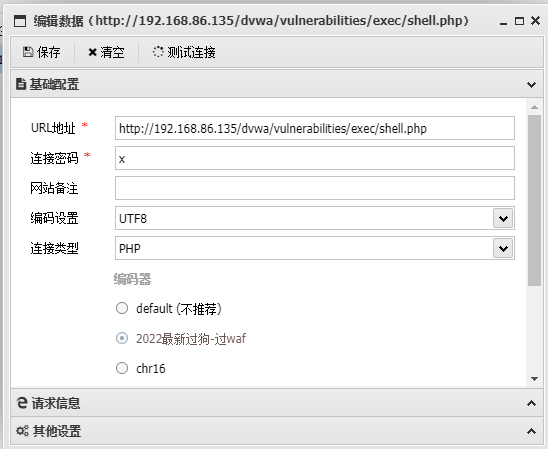 编辑数据 (http://192.168.86.135/dvwa/vulnerabilities/exec/shell.php)
保存 清空 测试连接
基础配置
URL地址 * http://192.168.86.135/dvwa/vulnerabilities/exec/shell.php
连接密码 * x
网站备注
编码设置 UTF8
连接类型 PHP
编码器
default (不推荐)
2022最新过狗-过waf
chr16
请求信息
其他设置